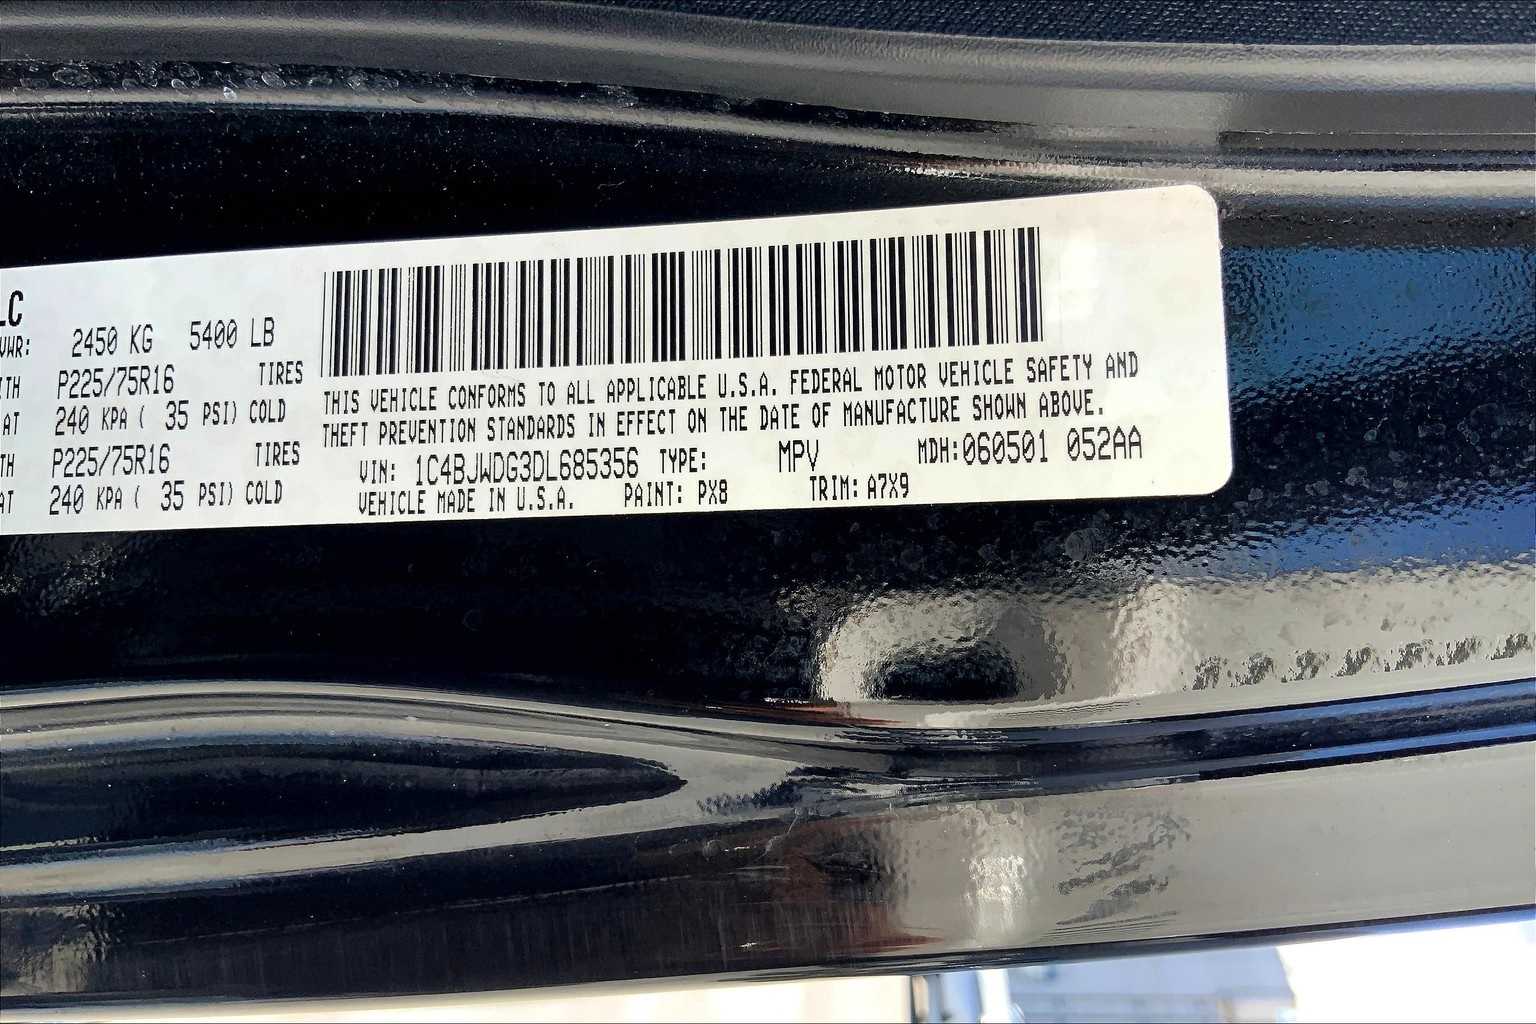 LC
VWR: 2450 KG 5400 LB
ITH P225/75R16 TIRES
AT 240 KPA ( 35 PSI) COLD
TH P225/75R16 TIRES
AT 240 KPA ( 35 PSI) COLD
THIS VEHICLE CONFORMS TO ALL APPLICABLE U.S.A. FEDERAL MOTOR VEHICLE SAFETY AND
THEFT PREVENTION STANDARDS IN EFFECT ON THE DATE OF MANUFACTURE SHOWN ABOVE.
VIN: 1C4BJWDG3DL685356 TYPE: MPV MDH:060501 052AA
VEHICLE MADE IN U.S.A. PAINT: PX8 TRIM: A7X9